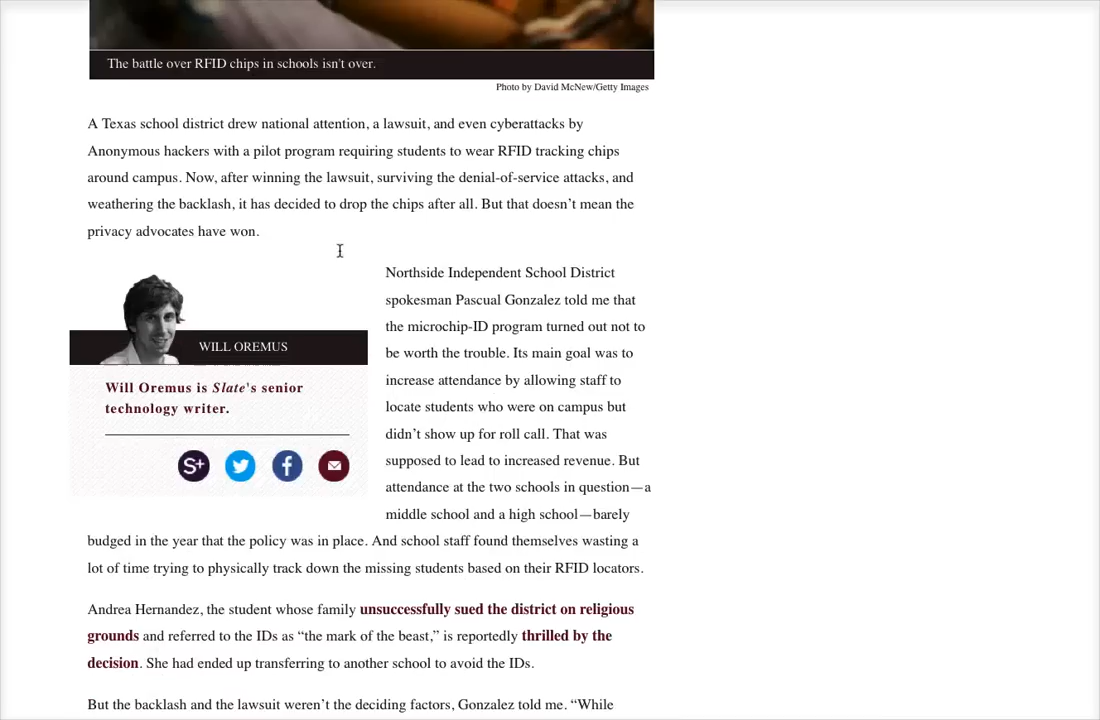 The battle over RFID chips in schools isn't over.
Photo by David McNew/Getty Images
A Texas school district drew national attention, a lawsuit, and even cyberattacks by
Anonymous hackers with a pilot program requiring students to wear RFID tracking chips
around campus. Now, after winning the lawsuit, surviving the denial-of-service attacks, and
weathering the backlash, it has decided to drop the chips after all. But that doesn’t mean the
privacy advocates have won.
WILL OREMUS
Will Oremus is Slate's senior
technology writer.
S+
Northside Independent School District
spokesman Pascual Gonzalez told me that
the microchip-ID program turned out not to
be worth the trouble. Its main goal was to
increase attendance by allowing staff to
locate students who were on campus but
didn’t show up for roll call. That was
supposed to lead to increased revenue. But
attendance at the two schools in question—a
middle school and a high school—barely
budged in the year that the policy was in place. And school staff found themselves wasting a
lot of time trying to physically track down the missing students based on their RFID locators.
Andrea Hernandez, the student whose family unsuccessfully sued the district on religious
grounds and referred to the IDs as “the mark of the beast,” is reportedly thrilled by the
decision. She had ended up transferring to another school to avoid the IDs.
But the backlash and the lawsuit weren’t the deciding factors, Gonzalez told me. “While